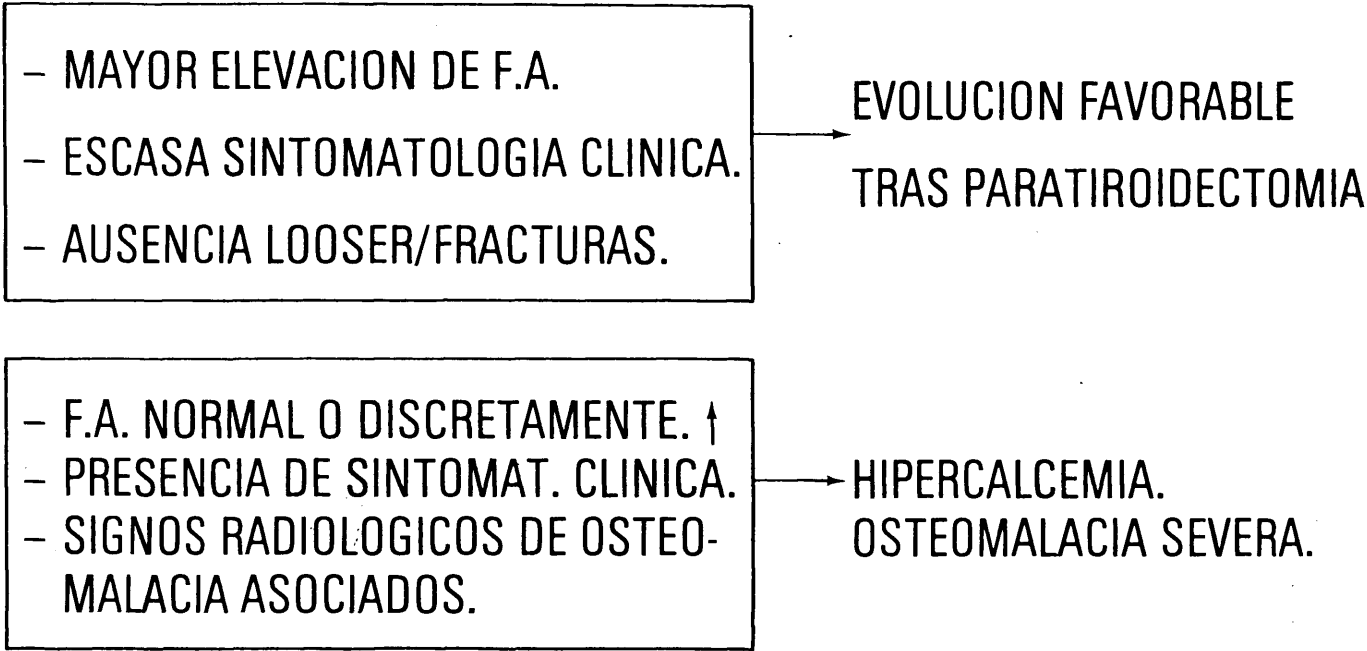 – MAYOR ELEVACION DE F.A.
– ESCASA SINTOMATOLOGIA CLINICA.
– AUSENCIA LOOSER/FRACTURAS.
EVOLUCION FAVORABLE
TRAS PARATIROIDECTOMIA
– F.A. NORMAL O DISCRETAMENTE. ↑
– PRESENCIA DE SINTOMAT. CLINICA.
– SIGNOS RADIOLOGICOS DE OSTEO-
MALACIA ASOCIADOS.
HIPERCALCEMIA.
OSTEOMALACIA SEVERA.